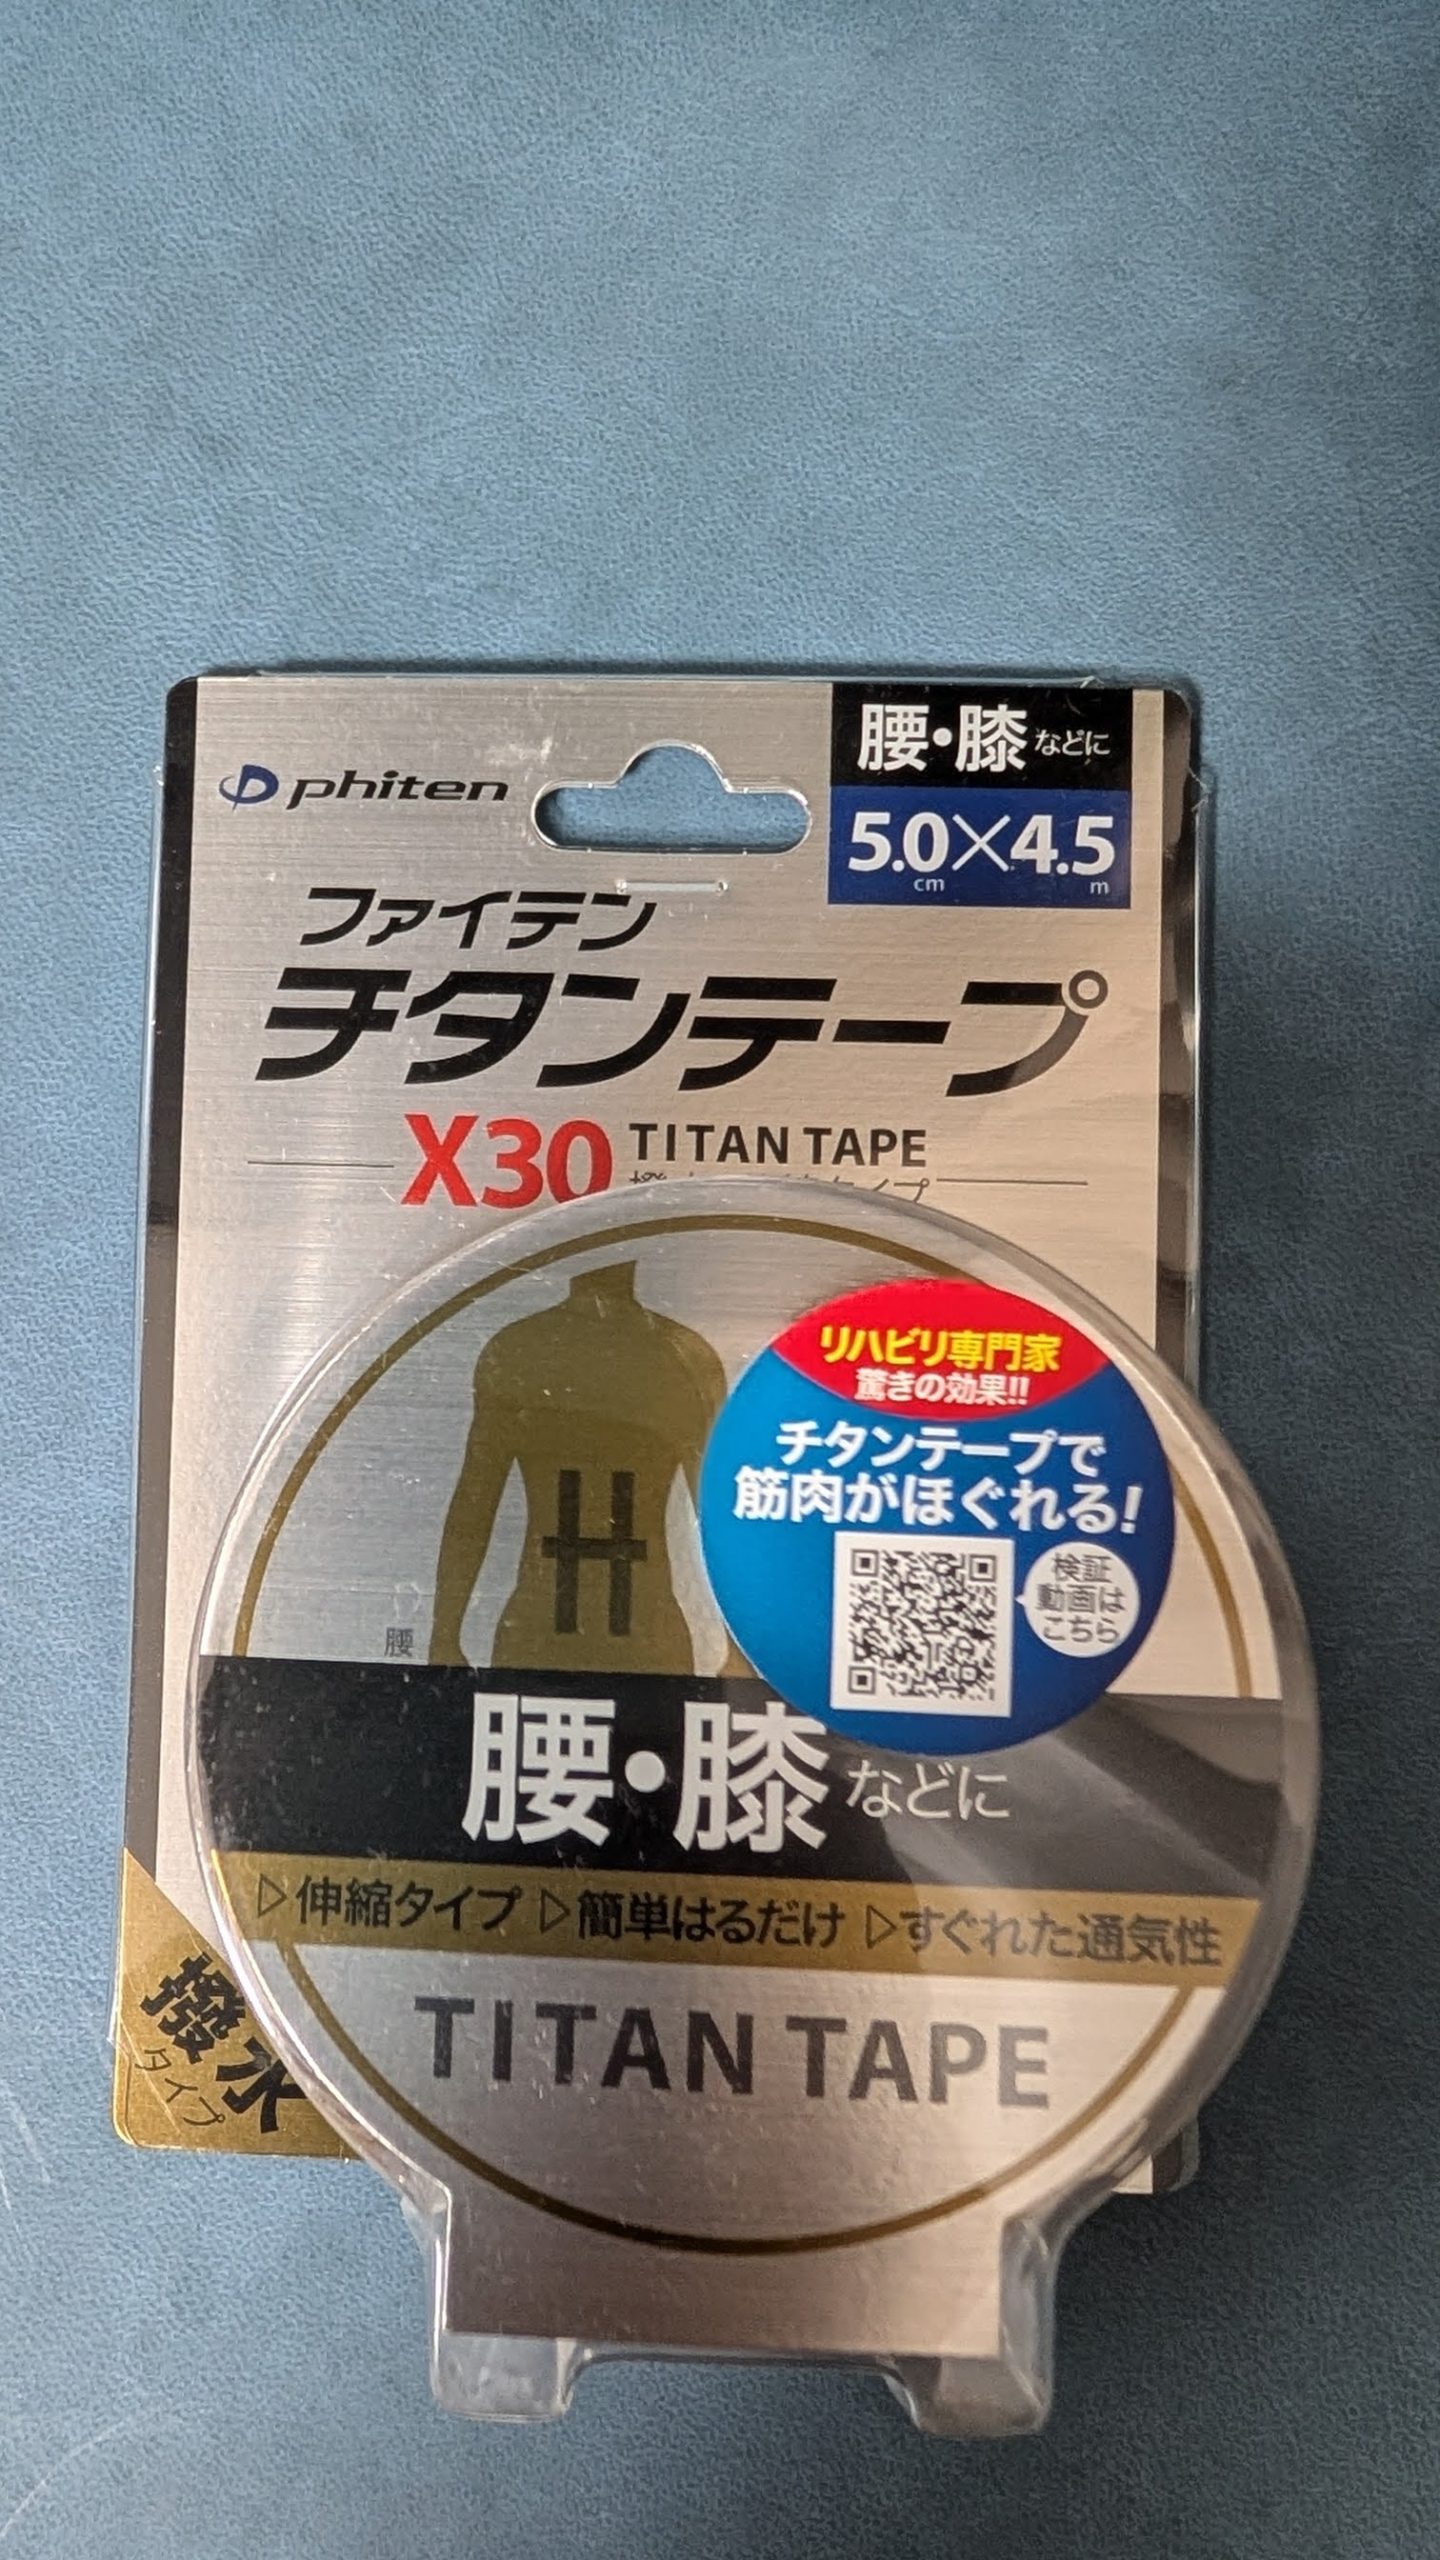 phiten
腰・膝などに
5.0cm×4.5m
ファイテン
チタンテープ
X30 TITAN TAPE
リハビリ専門家
驚きの効果!!
チタンテープで
筋肉がほぐれる!
検証
動画は
こちら
腰
腰・膝などに
▷伸縮タイプ ▷簡単はるだけ ▷すぐれた通気性
撥水
タイプ
TITAN TAPE